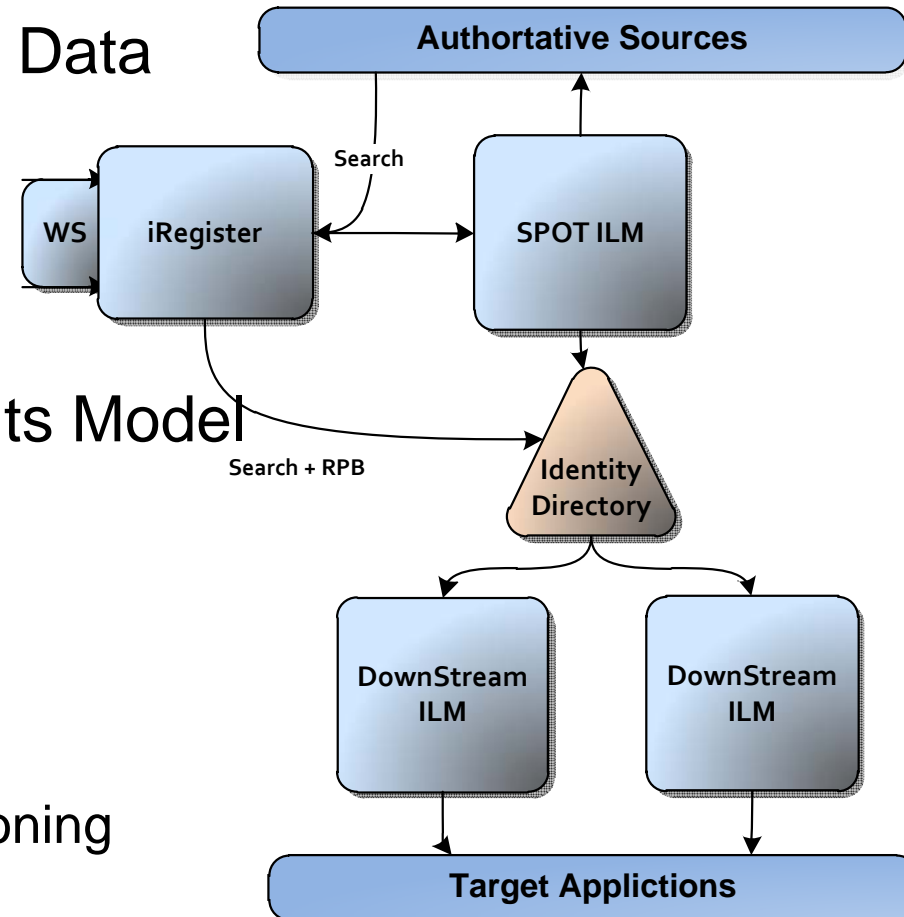 Data
Authortative Sources
Search
WS
iRegister
SPOT ILM
ts Model
Search + RPB
Identity
Directory
DownStream
ILM
DownStream
ILM
oning
Target Applictions